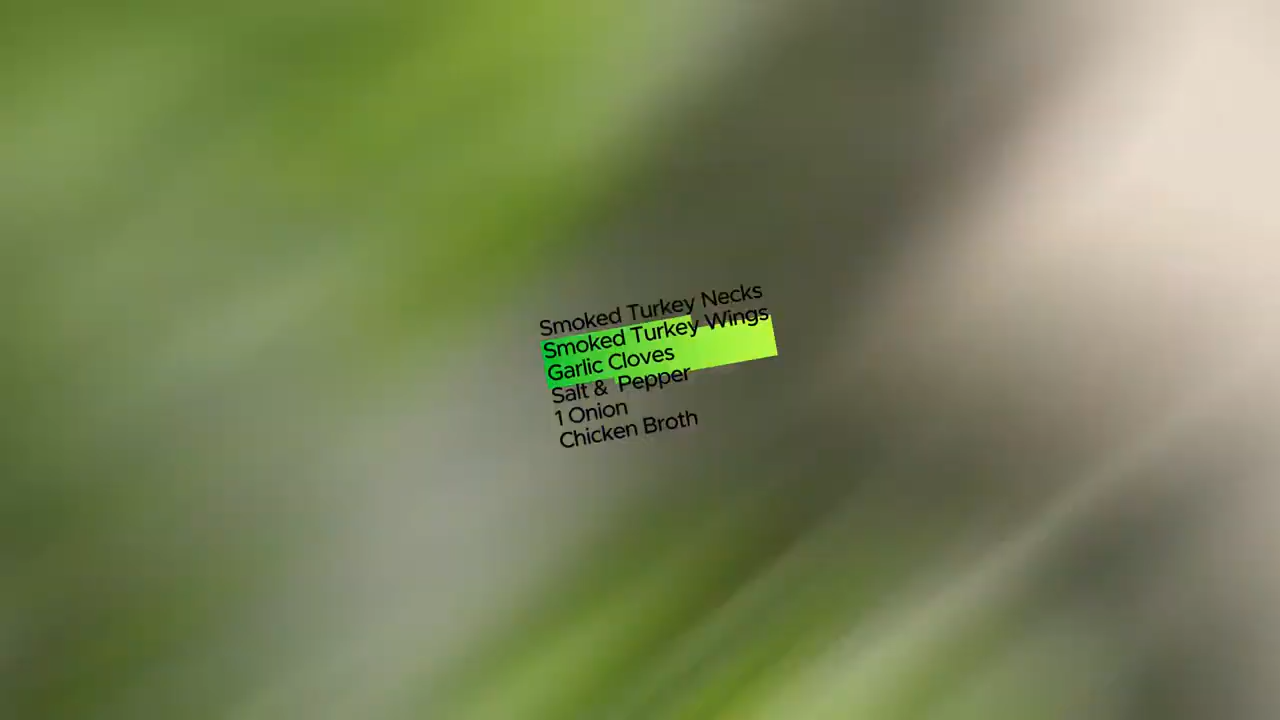 Smoked Turkey Necks
Smoked Turkey Wings
Garlic Cloves
Salt &  Pepper
1 Onion
Chicken Broth